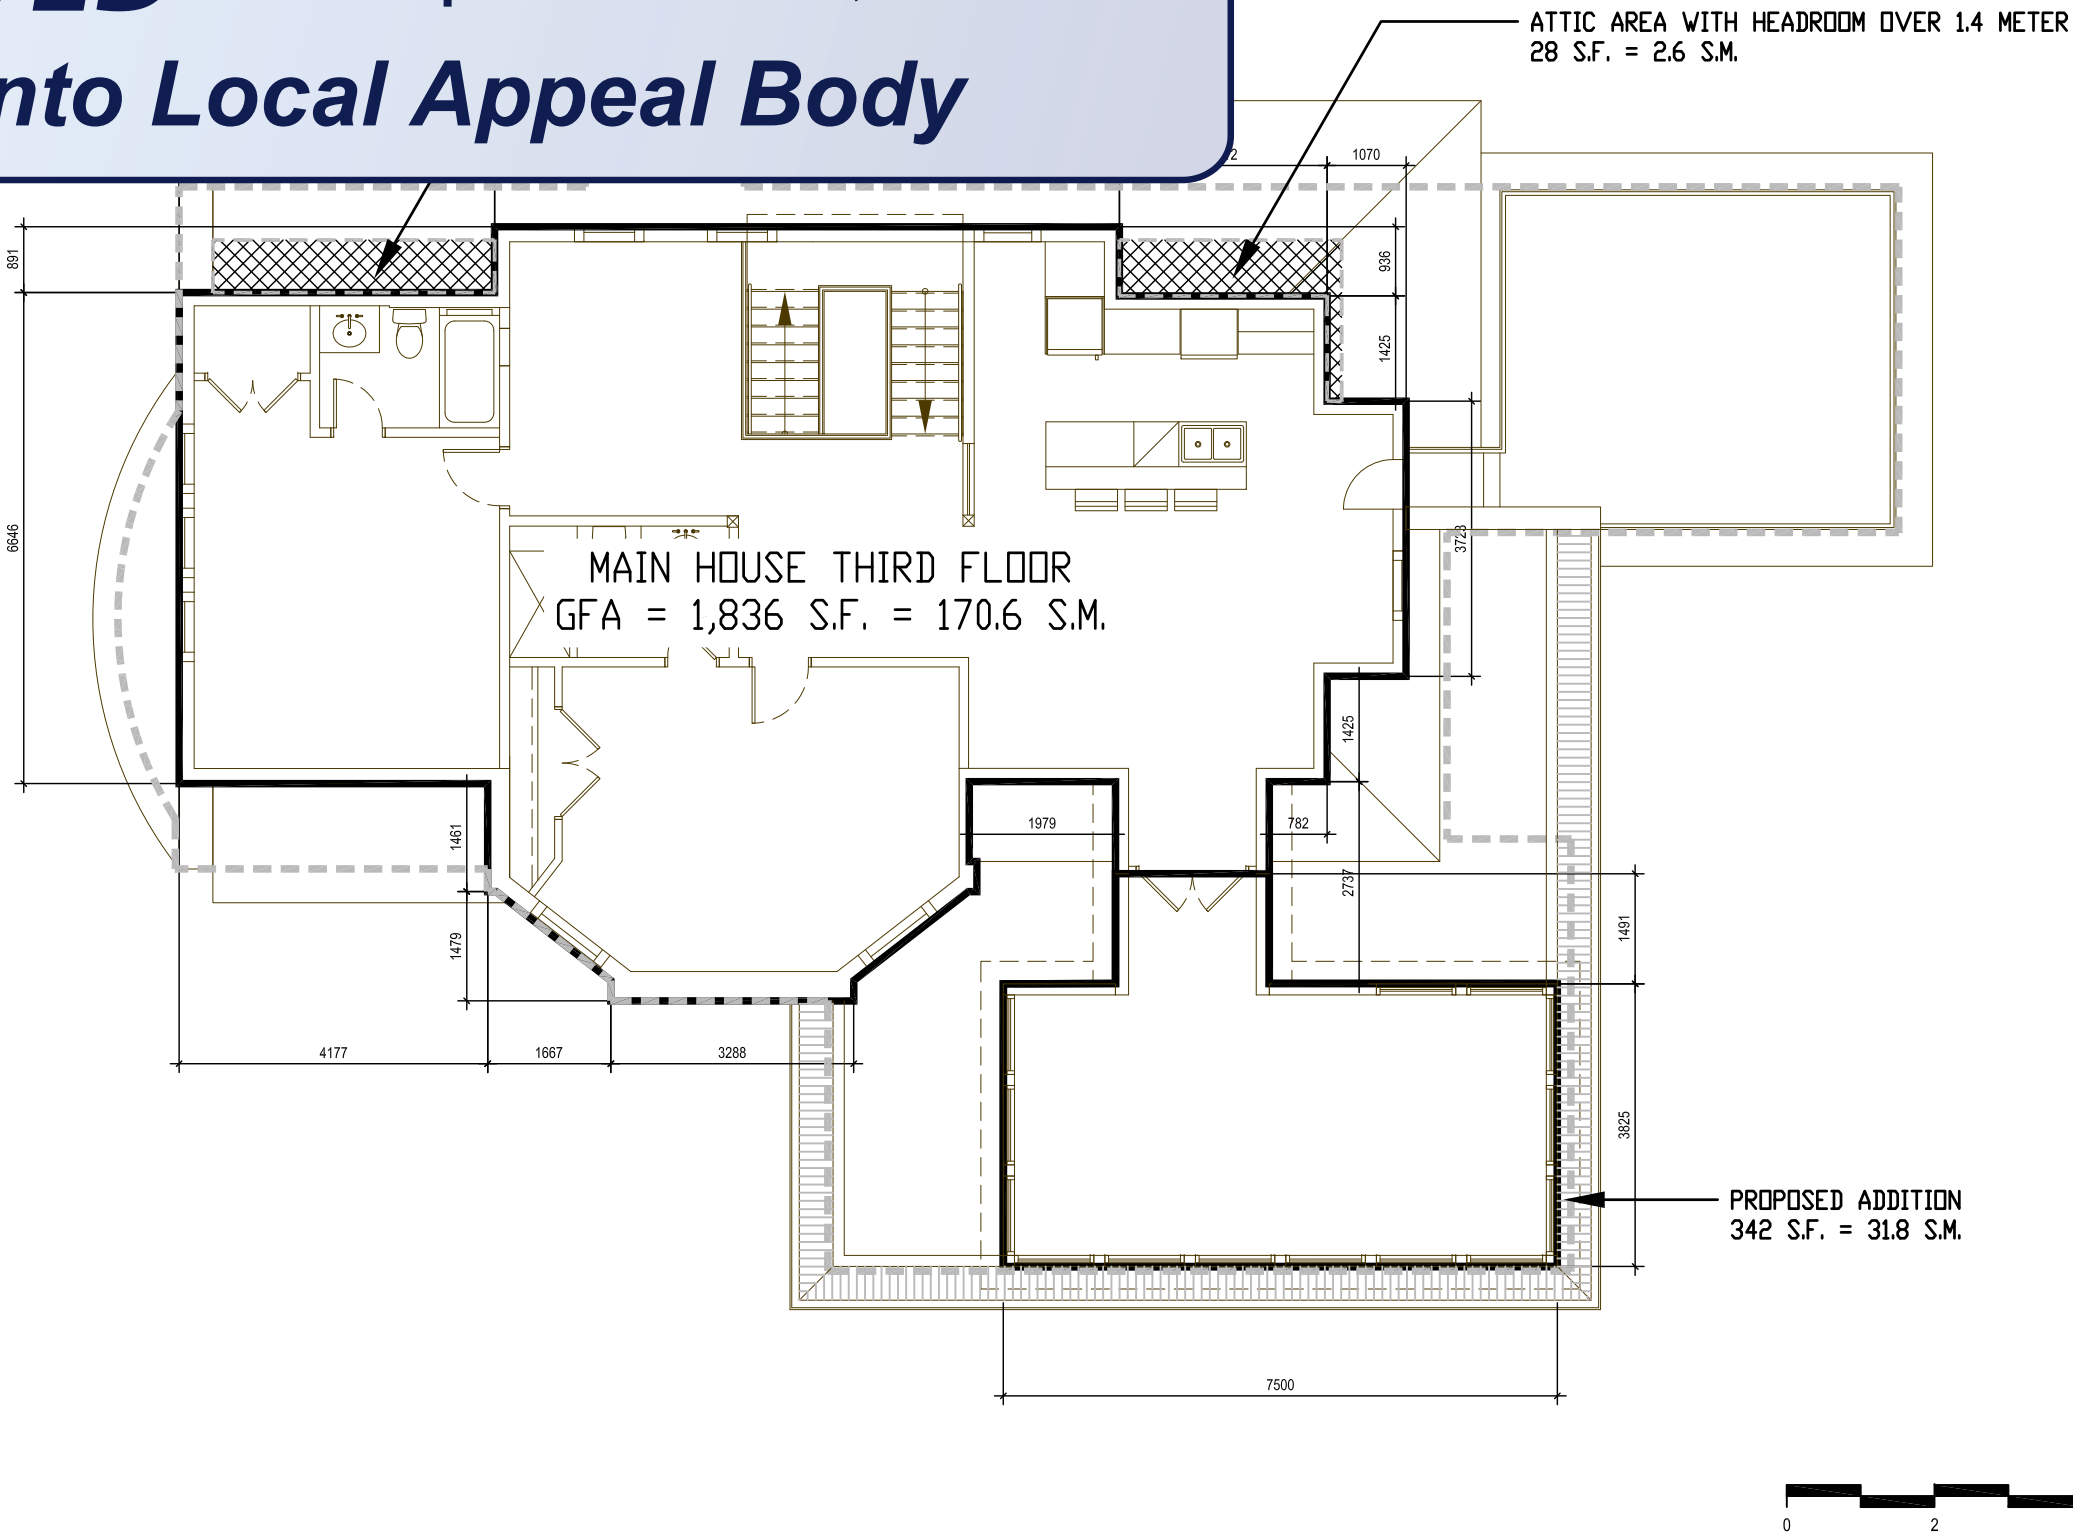 nto Local Appeal Body
ATTIC AREA WITH HEADROOM OVER 1.4 METER
28 S.F. = 2.6 S.M.
1070
891
936
1425
6646
3723
MAIN HOUSE THIRD FLOOR
GFA = 1,836 S.F. = 170.6 S.M.
1425
1461
1979
782
2737
1479
1491
4177
1667
3288
3825
PROPOSED ADDITION
342 S.F. = 31.8 S.M.
7500
0
2